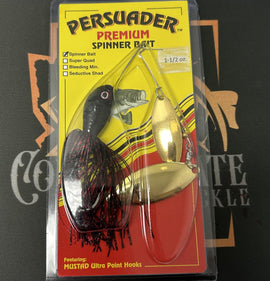 PERSUADER™
PREMIUM
SPINNER BAIT
Spinner Bait
Super Quad
Bleeding Min.
Seductive Shad
1-1/2 oz.
Featuring:
MUSTAD Ultra Point Hooks